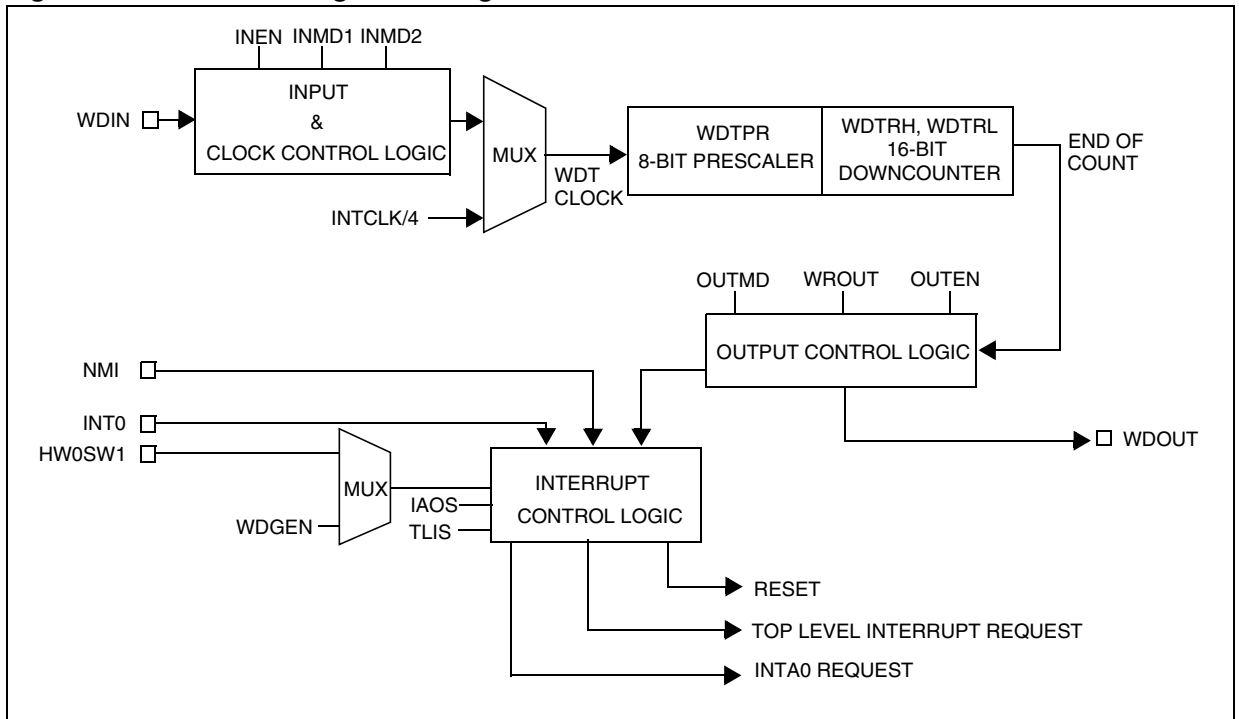 INEN INMD1 INMD2
INPUT
&
CLOCK CONTROL LOGIC
WDIN
MUX
WDT
CLOCK
INTCLK/4
WDTPR
8-BIT PRESCALER
WDTRH, WDTRL
16-BIT
DOWNCOUNTER
END OF
COUNT
OUTMD WROUT OUTEN
OUTPUT CONTROL LOGIC
NMI
INT0
HW0SW1
MUX
WDGEN
IAOS
TLIS
INTERRUPT
CONTROL LOGIC
WDOUT
RESET
TOP LEVEL INTERRUPT REQUEST
INTA0 REQUEST